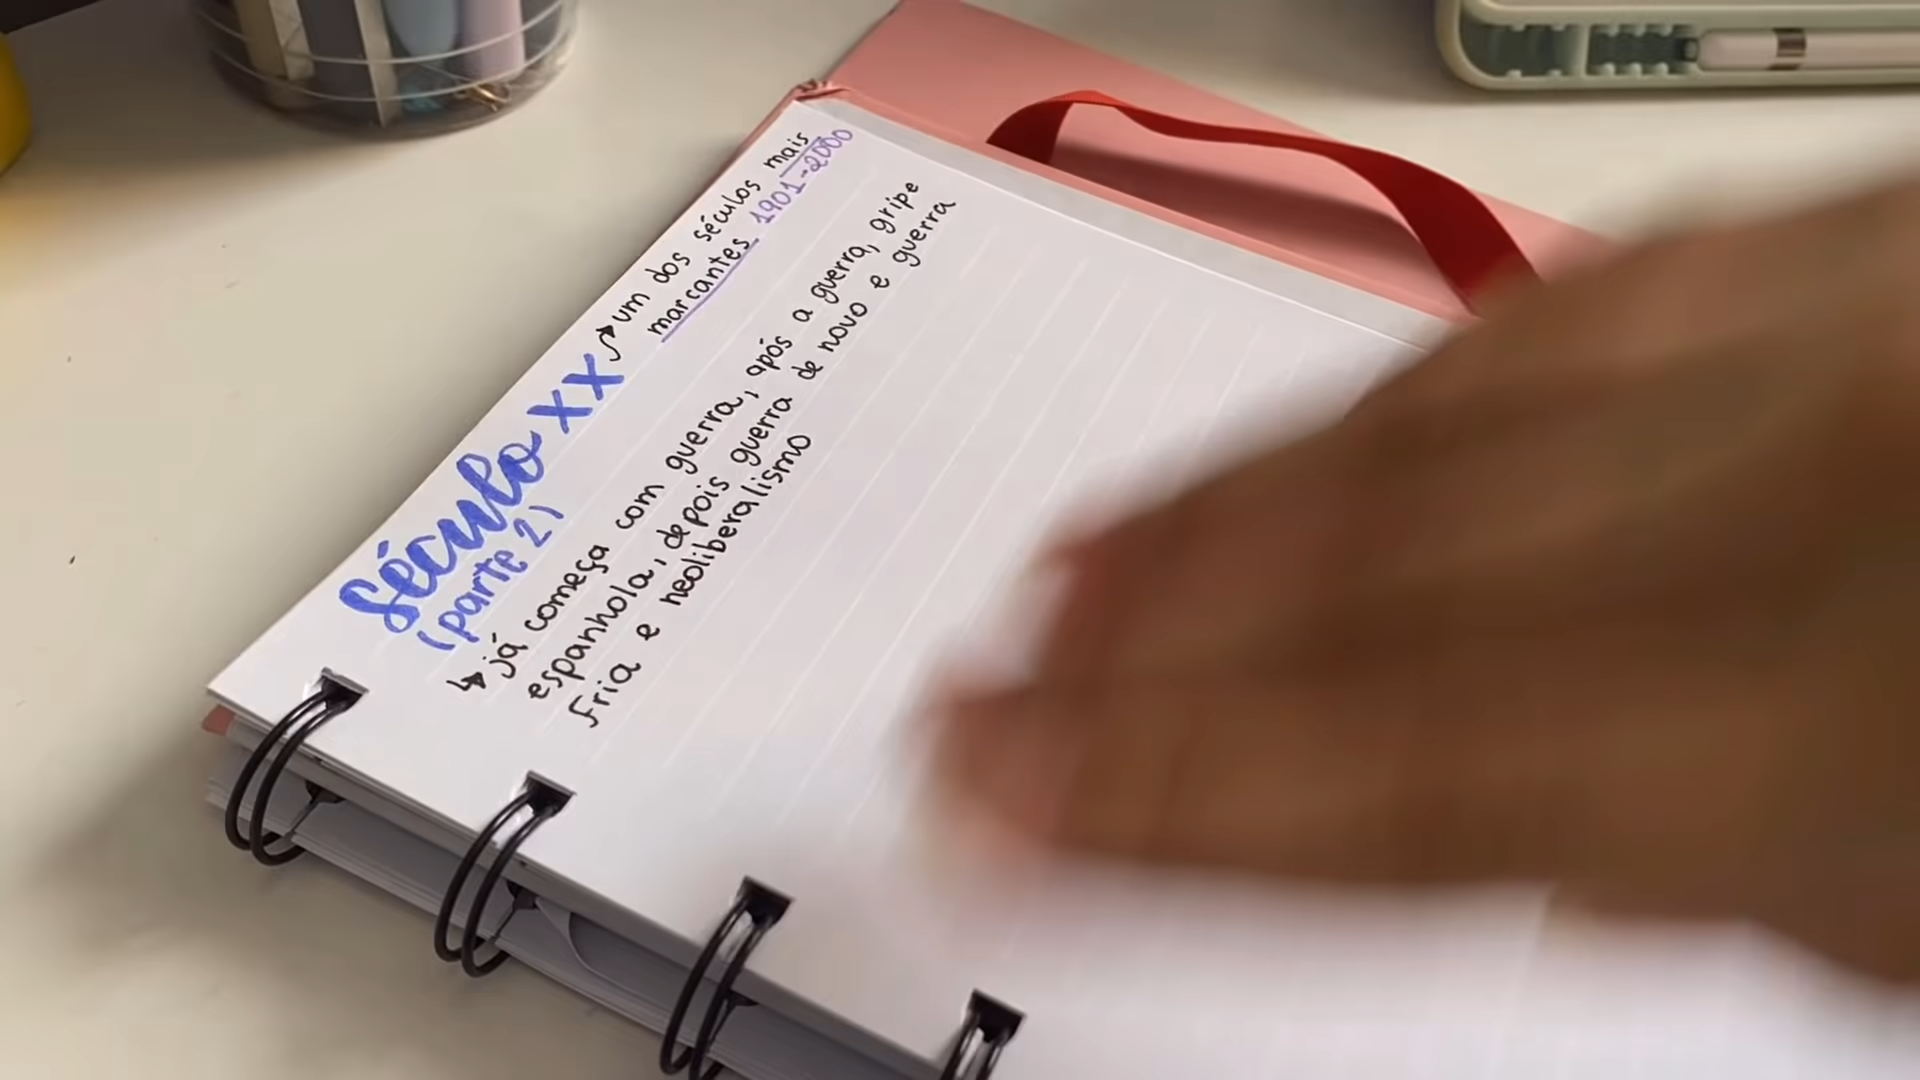 Século XX
(parte 2)
um dos séculos mais
marcantes 1901-2000
já começa com guerra, após a guerra, gripe
espanhola, depois guerra de novo e guerra
fria e neoliberalismo